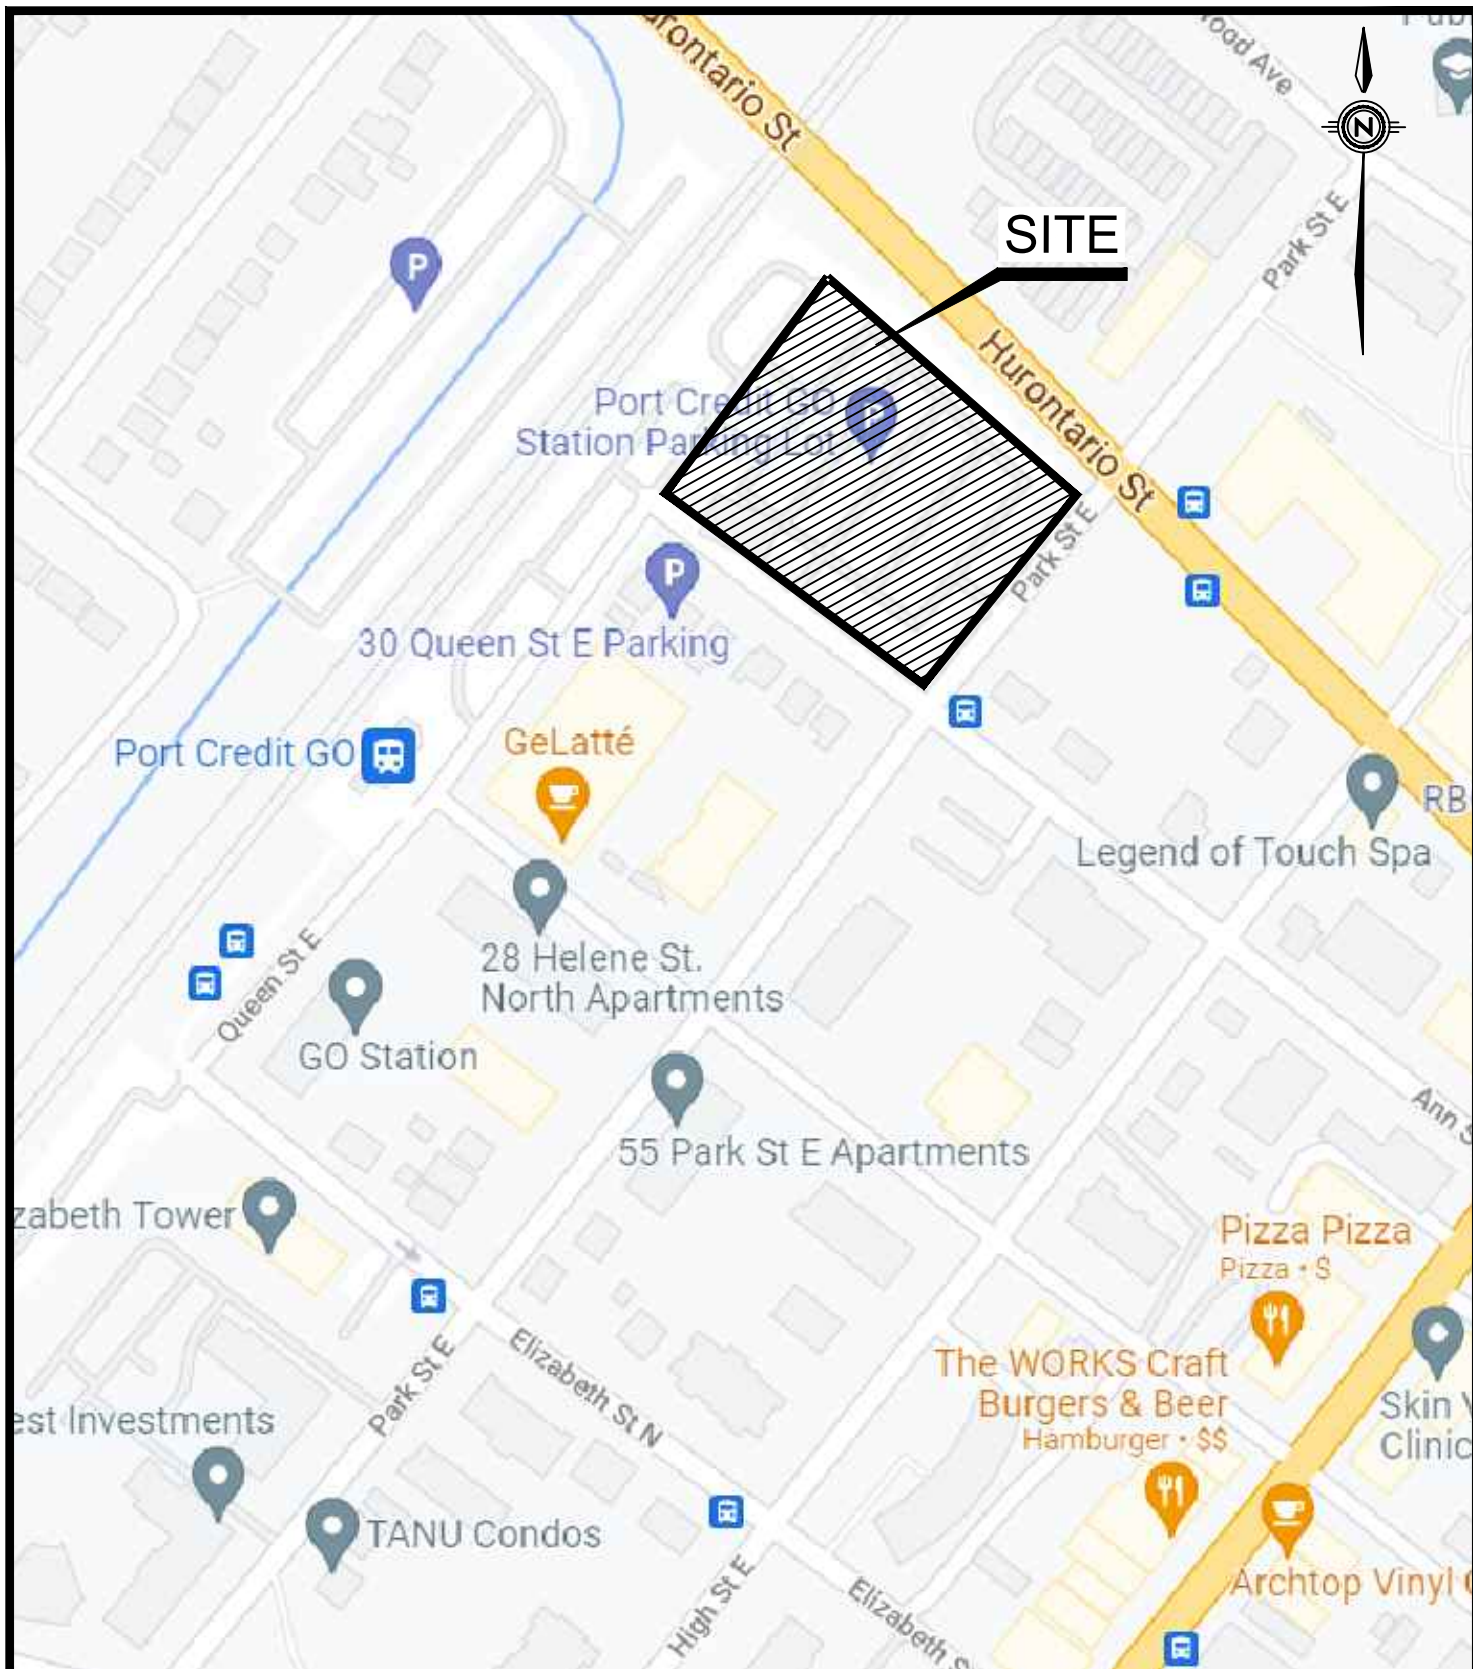 Hurontario St
N
Park St E
SITE
Hurontario St
P
Port Credit GO
Station Parking Lot
P
Park St E
P
30 Queen St E Parking
Port Credit GO
GeLatté
RB
Legend of Touch Spa
28 Helene St.
North Apartments
Queen St E
GO Station
55 Park St E Apartments
Ann S
zabeth Tower
Pizza Pizza
Pizza • $
Park St E
Elizabeth St N
The WORKS Craft
Burgers & Beer
Hamburger • $$
Skin
Clinic
est Investments
TANU Condos
High St E
Elizabeth S
Archtop Vinyl